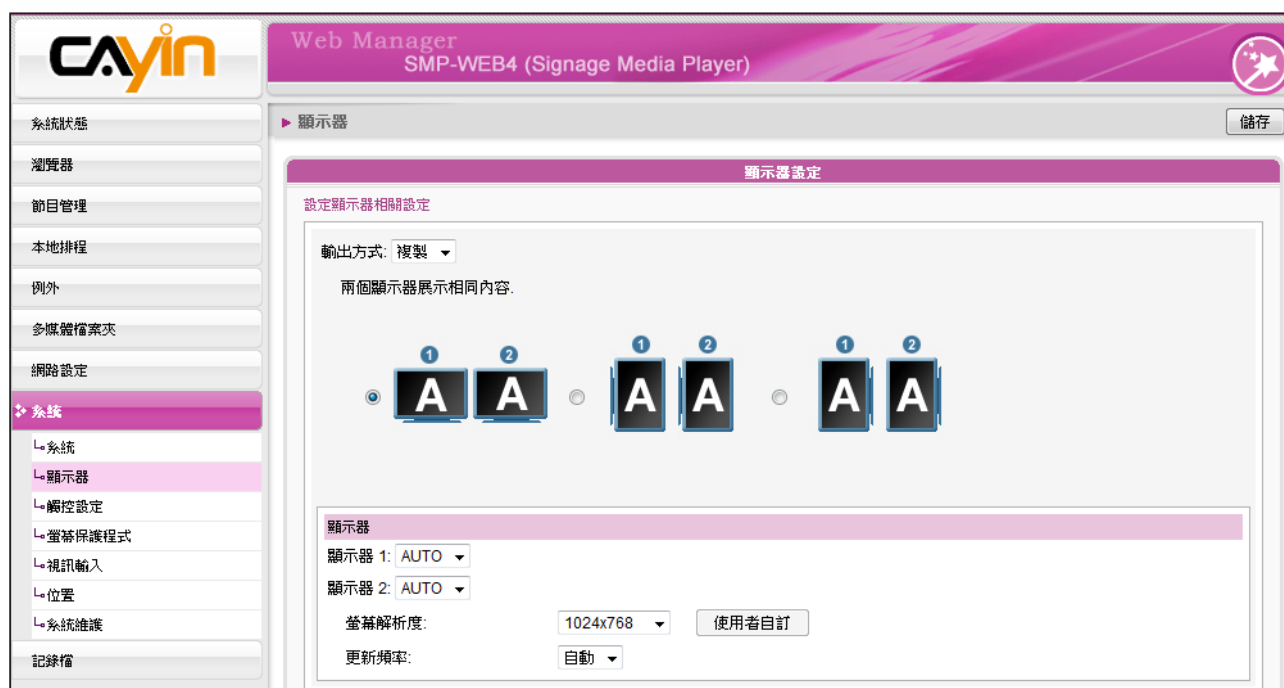 CAYIN
Web Manager
SMP-WEB4 (Signage Media Player)
系統狀態
瀏覽器
節目管理
本地排程
例外
多媒體檔案夾
網路設定
系統
系統
顯示器
觸控設定
螢幕保護程式
視訊輸入
位置
系統維護
記錄檔
顯示器
儲存
顯示器設定
設定顯示器相關設定
輸出方式: 複製
兩個顯示器展示相同內容.
1 2 1 2 1 2
A A A A A A
顯示器
顯示器 1: AUTO
顯示器 2: AUTO
螢幕解析度: 1024x768 使用者自訂
更新頻率: 自動